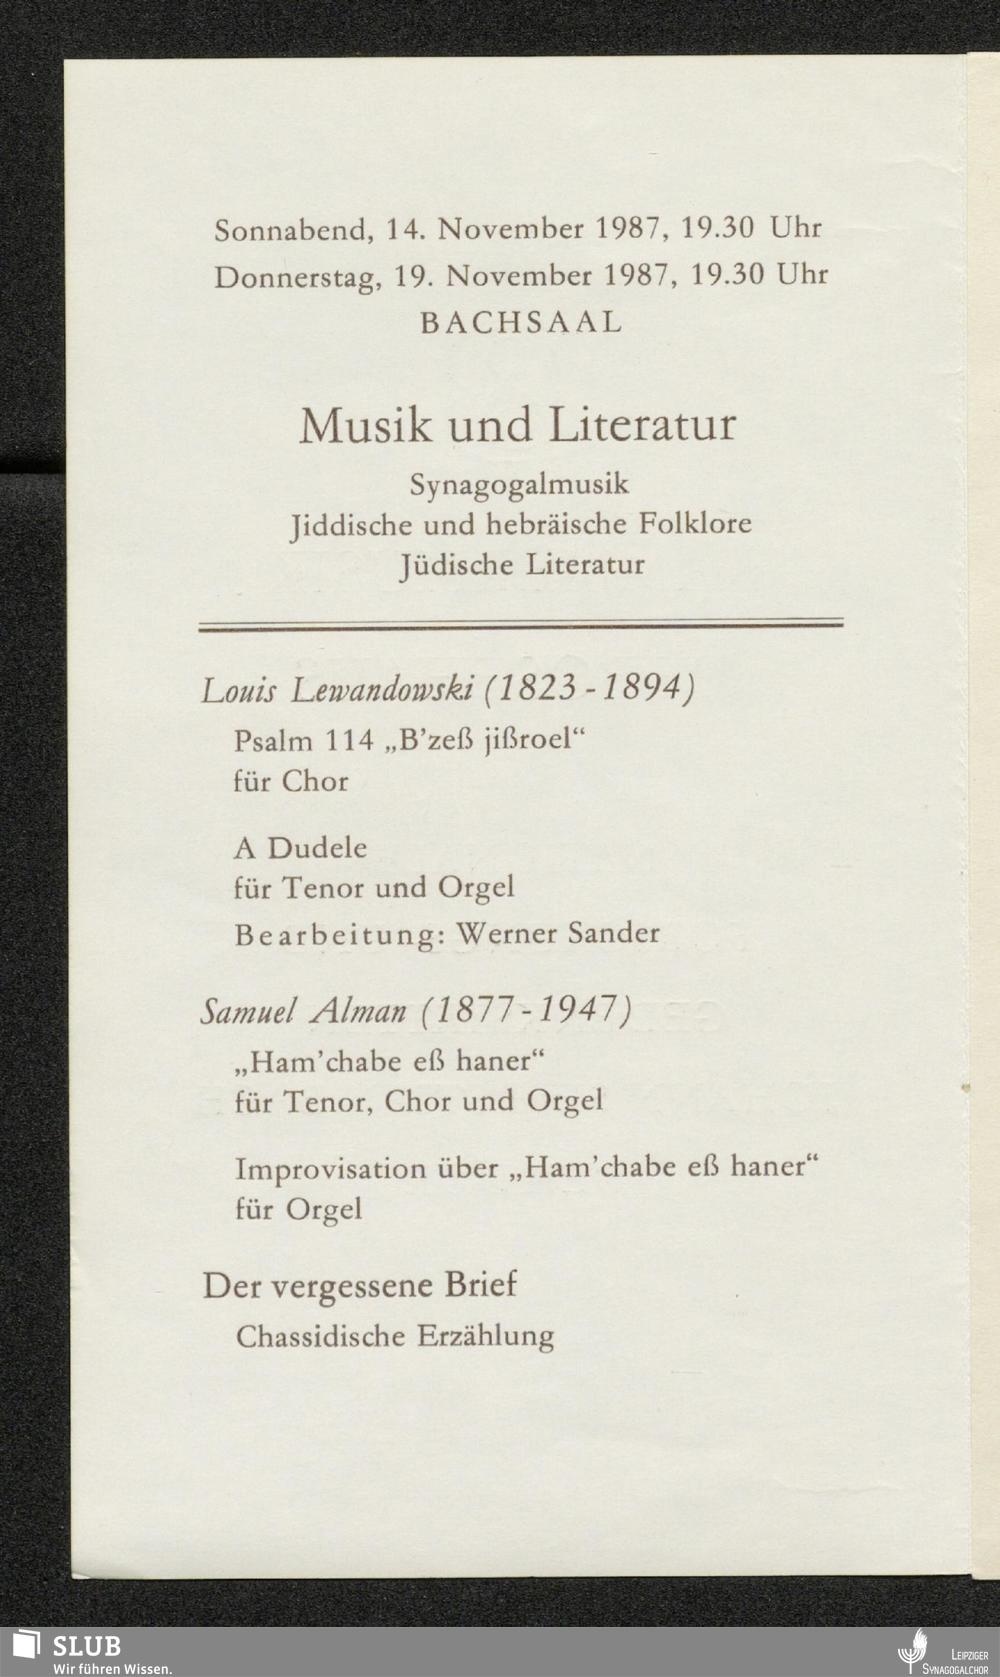 Sonnabend, 14. November 1987, 19.30 Uhr
Donnerstag, 19. November 1987, 19.30 Uhr
BACHSAAL
Musik und Literatur
Synagogalmusik
Jiddische und hebräische Folklore
Jüdische Literatur
Louis Lewandowski (1823-1894)
Psalm 114 „B’zeß jißroel“
für Chor
A Dudele
für Tenor und Orgel
Bearbeitung: Werner Sander
Samuel Alman (1877-1947)
„Ham’chabe eß haner“
für Tenor, Chor und Orgel
Improvisation über „Ham’chabe eß haner“
für Orgel
Der vergessene Brief
Chassidische Erzählung
SLUB
Wir führen Wissen.
LEIPZIGER
SYNAGOGALCHOR